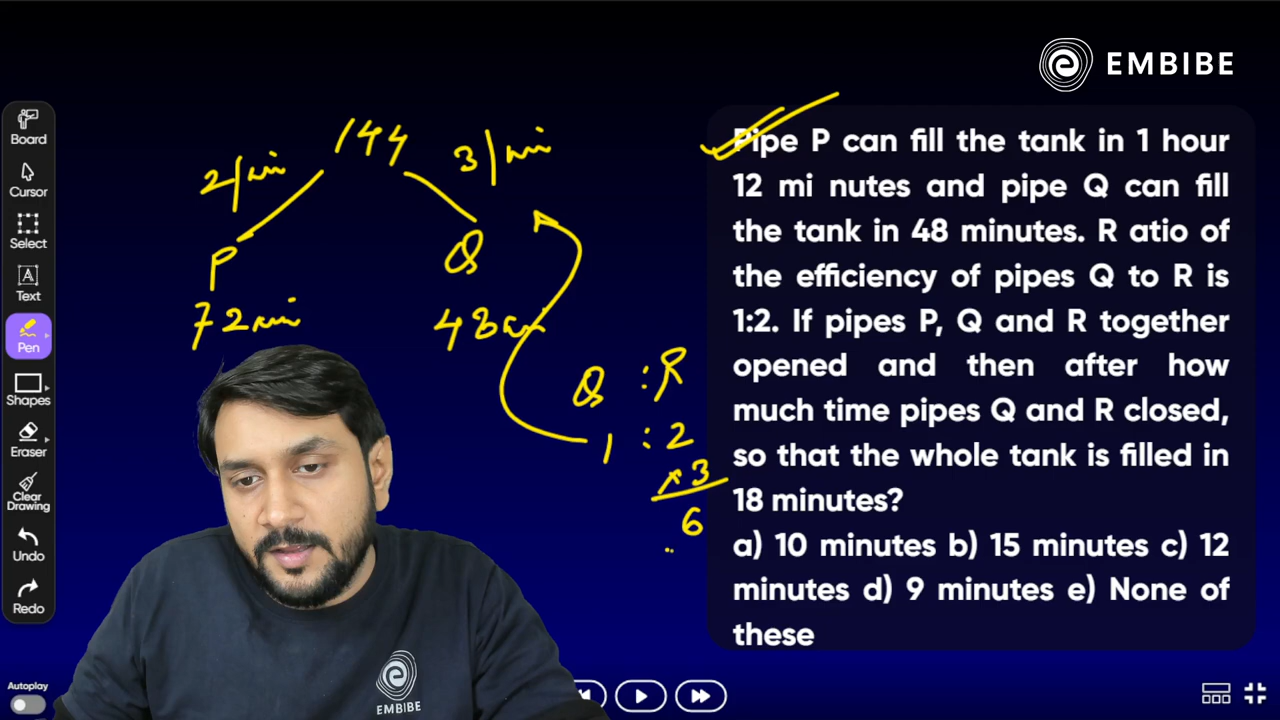 EMBIBE
Board
Cursor
Select
Text
Pen
Shapes
Eraser
Clear
Drawing
Undo
Redo
Autoplay
144
2/min
3/min
P
Q
72min
48min
Q : R
1 : 2
×3
6
Pipe P can fill the tank in 1 hour
12 mi nutes and pipe Q can fill
the tank in 48 minutes. R atio of
the efficiency of pipes Q to R is
1:2. If pipes P, Q and R together
opened and then after how
much time pipes Q and R closed,
so that the whole tank is filled in
18 minutes?
a) 10 minutes b) 15 minutes c) 12
minutes d) 9 minutes e) None of
these
EMBIBE